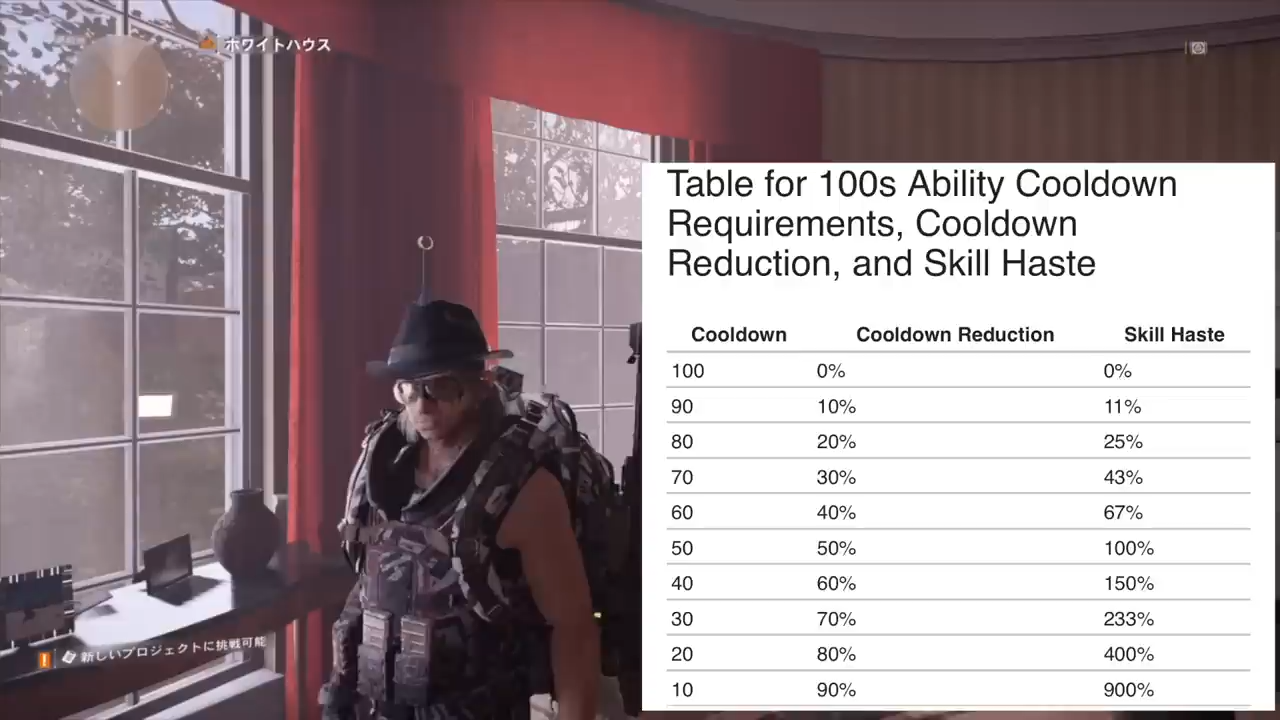 ホワイトハウス
Table for 100s Ability Cooldown
Requirements, Cooldown
Reduction, and Skill Haste
Cooldown Cooldown Reduction Skill Haste
100 0% 0%
90 10% 11%
80 20% 25%
70 30% 43%
60 40% 67%
50 50% 100%
40 60% 150%
30 70% 233%
20 80% 400%
10 90% 900%
! 新しいプロジェクトに挑戦可能